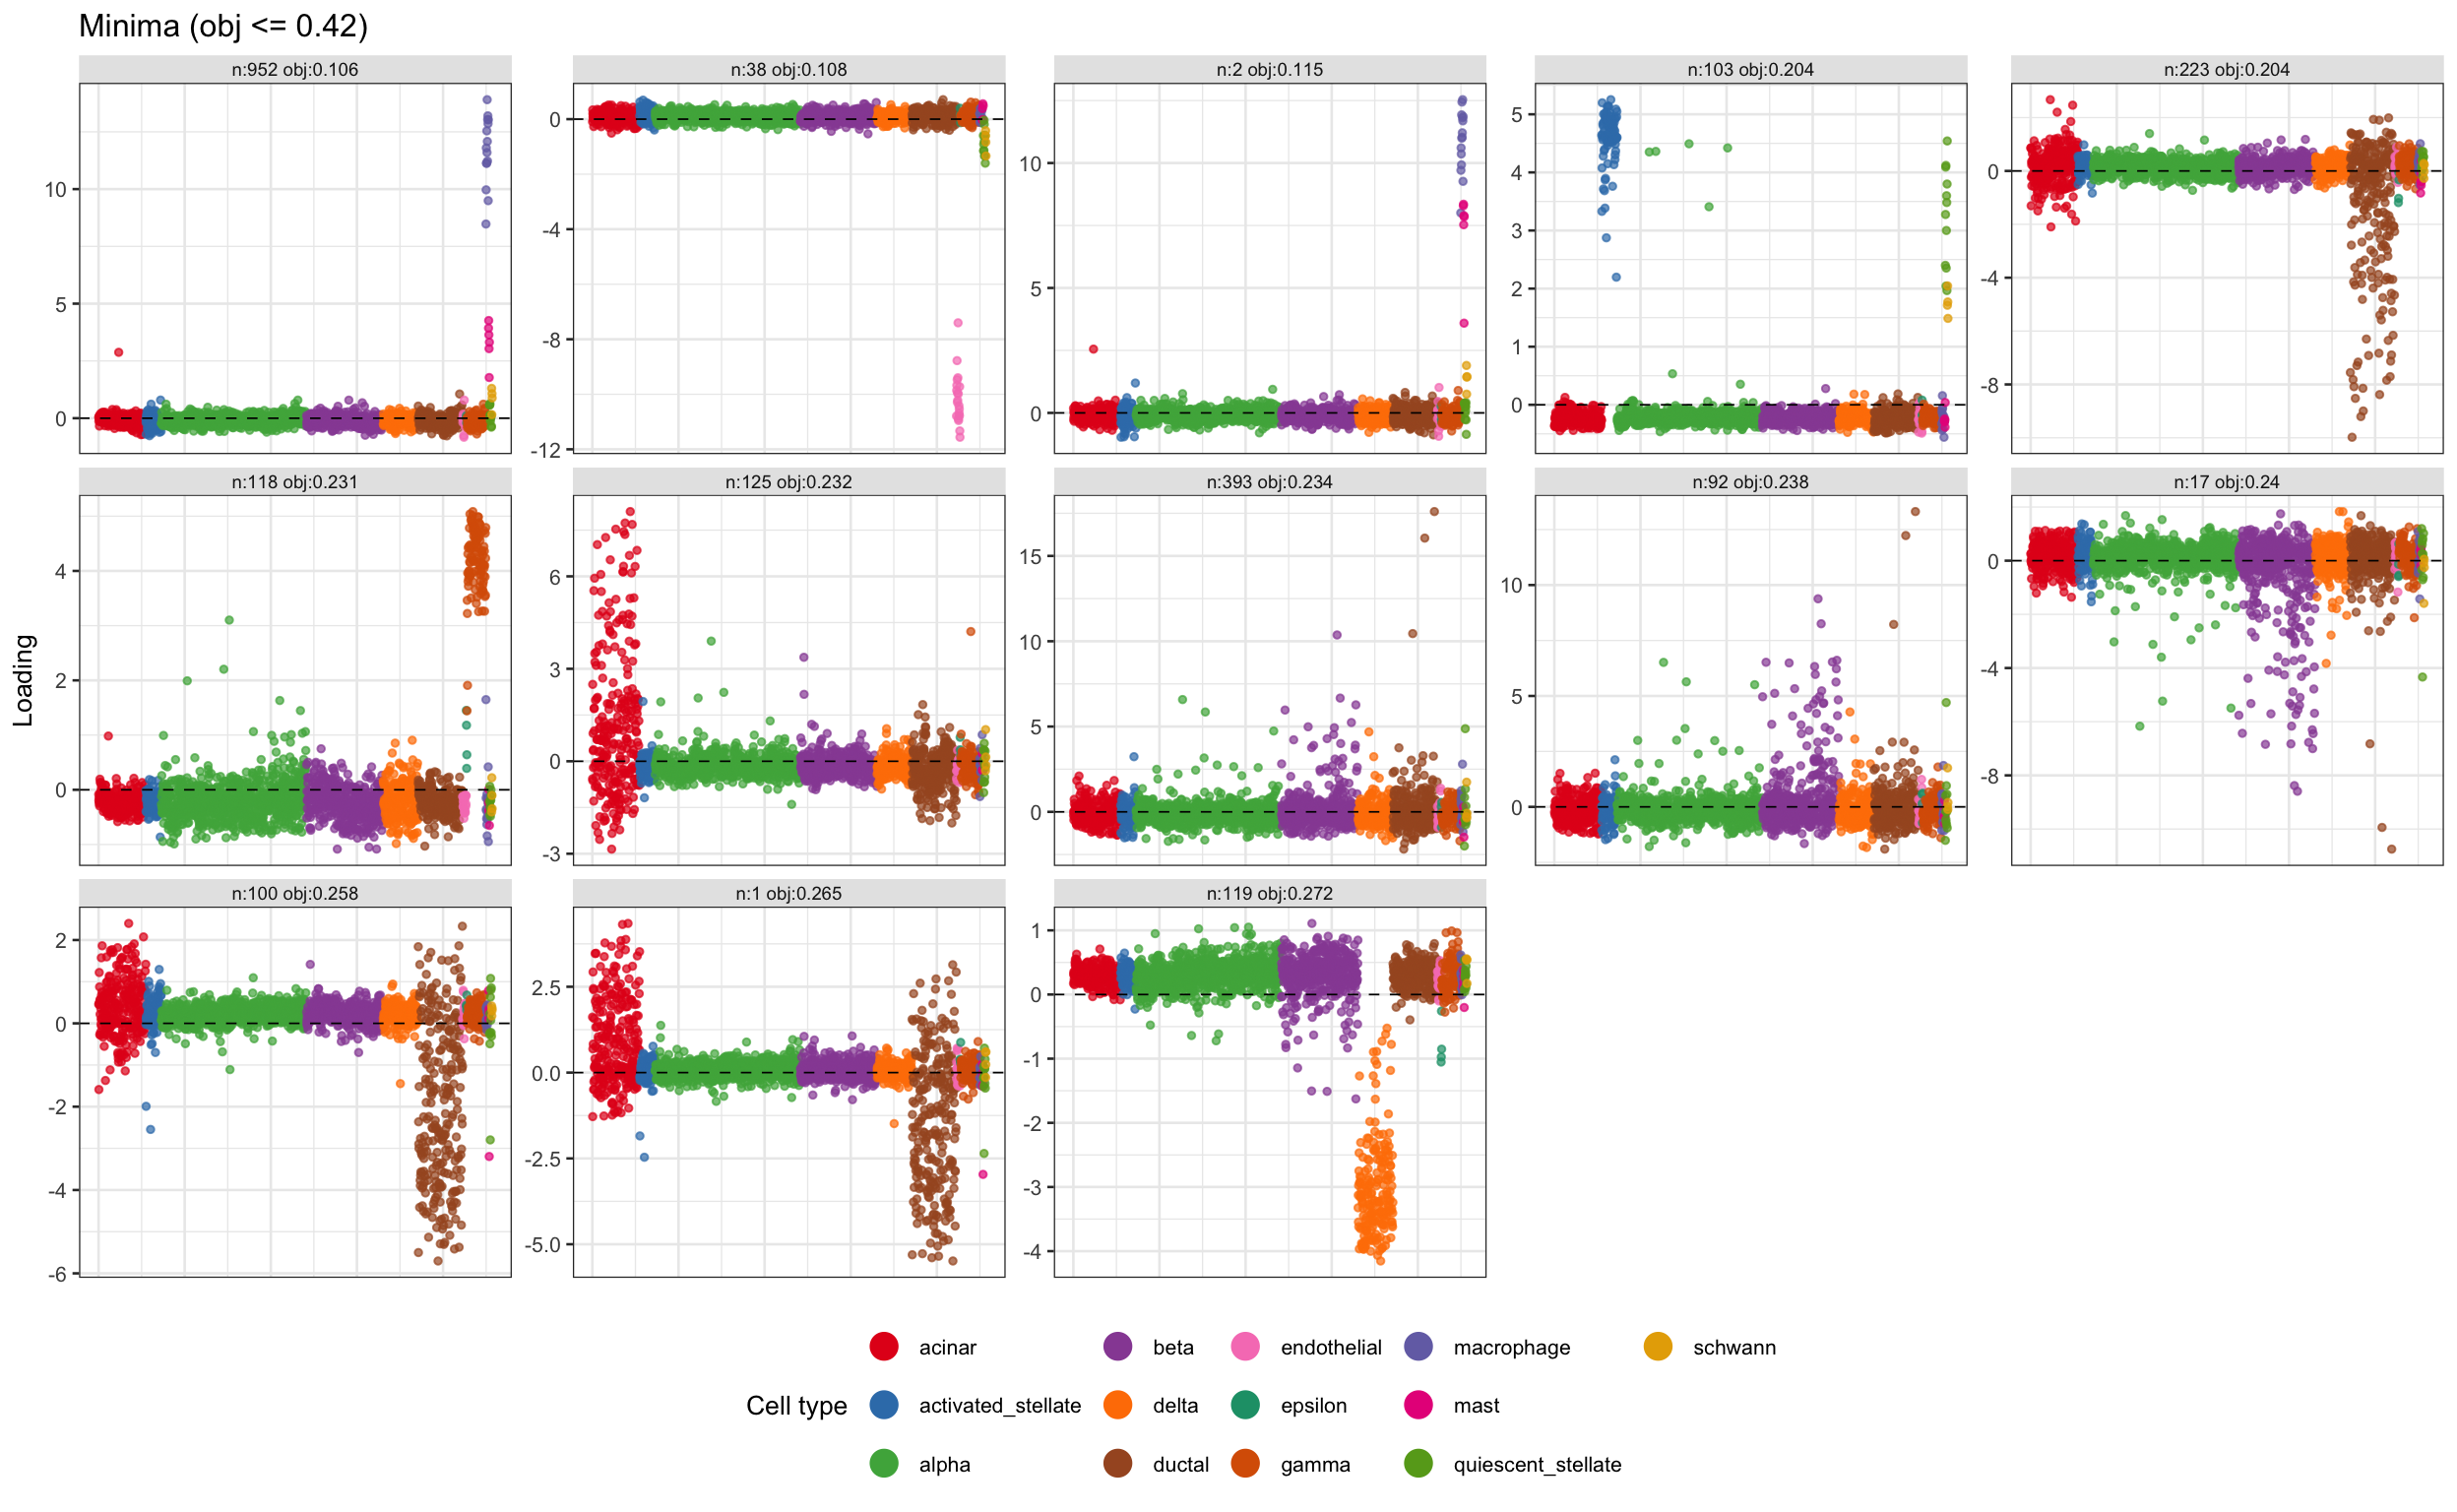 Minima (obj <= 0.42)
n:952 obj:0.106
n:38 obj:0.108
n:2 obj:0.115
n:103 obj:0.204
n:223 obj:0.204
10
5
0
0
-4
-8
-12
10
5
0
5
4
3
2
1
0
0
-4
-8
n:118 obj:0.231
n:125 obj:0.232
n:393 obj:0.234
n:92 obj:0.238
n:17 obj:0.24
4
2
0
6
3
0
-3
15
10
5
0
10
5
0
0
-4
-8
Loading
n:100 obj:0.258
n:1 obj:0.265
n:119 obj:0.272
2
0
-2
-4
-6
2.5
0.0
-2.5
-5.0
1
0
-1
-2
-3
-4
Cell type
acinar
activated_stellate
alpha
beta
delta
ductal
endothelial
epsilon
gamma
macrophage
mast
quiescent_stellate
schwann